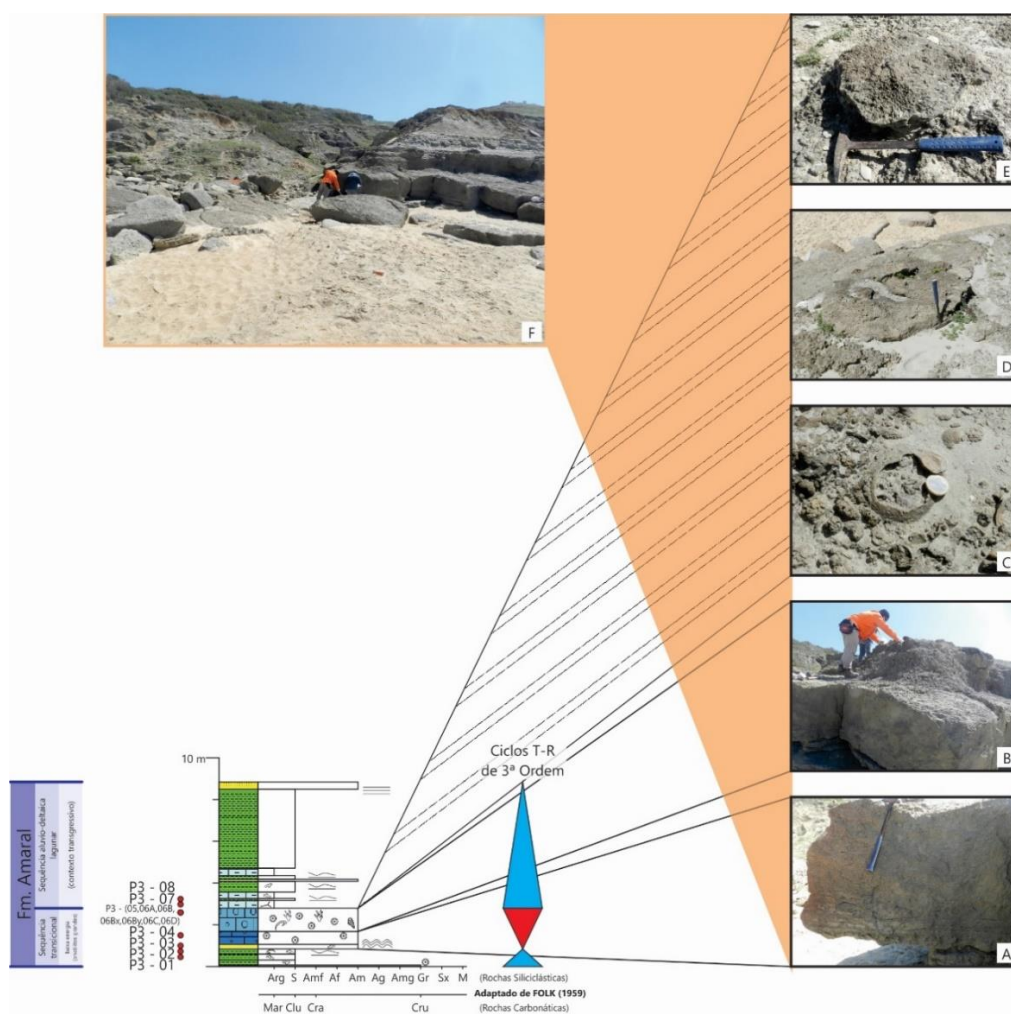 F
E
D
C
B
A
10 m
Ciclos T-R
de 3ª Ordem
Fm. Amaral
Sequência aluvio-deltaica
lagunar
(contexto transgressivo)
Sequência
transicional
Baixa energia
P3 - 08
P3 - 07
P3 - (05,06A,06B,
06Bx,06By,06C,06D)
P3 - 04
P3 - 03
P3 - 02
P3 - 01
Arg S Amf Af Am Ag Amg Gr Sx M
(Rochas Siliciclásticas)
Adaptado de FOLK (1959)
Mar Clu Cra Cru
(Rochas Carbonáticas)